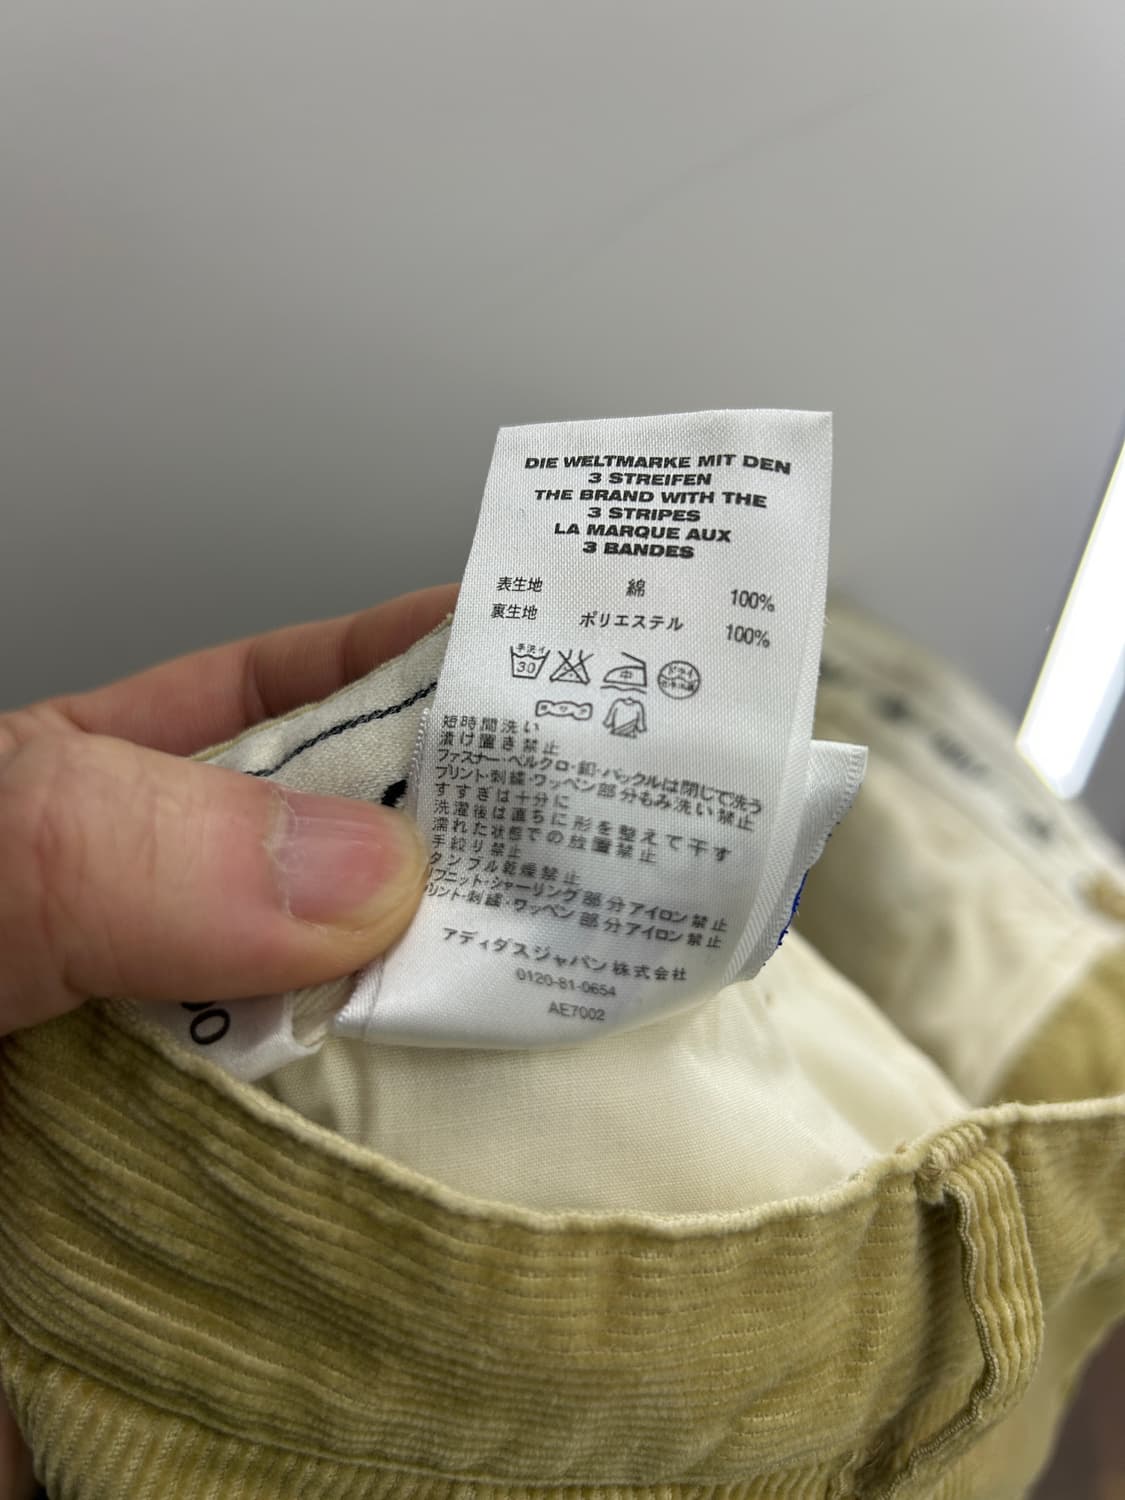 DIE WELTMARKE MIT DEN
3 STREIFEN
THE BRAND WITH THE
3 STRIPES
LA MARQUE AUX
3 BANDES
表生地 綿 100%
裏生地 ポリエステル 100%
手洗イ
30
中
短時間洗い
漬け置き禁止
ファスナー・ベルクロ・釦・バックルは閉じて洗う
プリント・刺繍・ワッペン部分もみ洗い禁止
すすぎは十分に
洗濯後は直ちに形を整えて干す
濡れた状態での放置禁止
手絞り禁止
タンブル乾燥禁止
ニット・シャーリング部分アイロン禁止
プリント・刺繍・ワッペン部分アイロン禁止
アディダスジャパン株式会社
0120-81-0654
AE7002